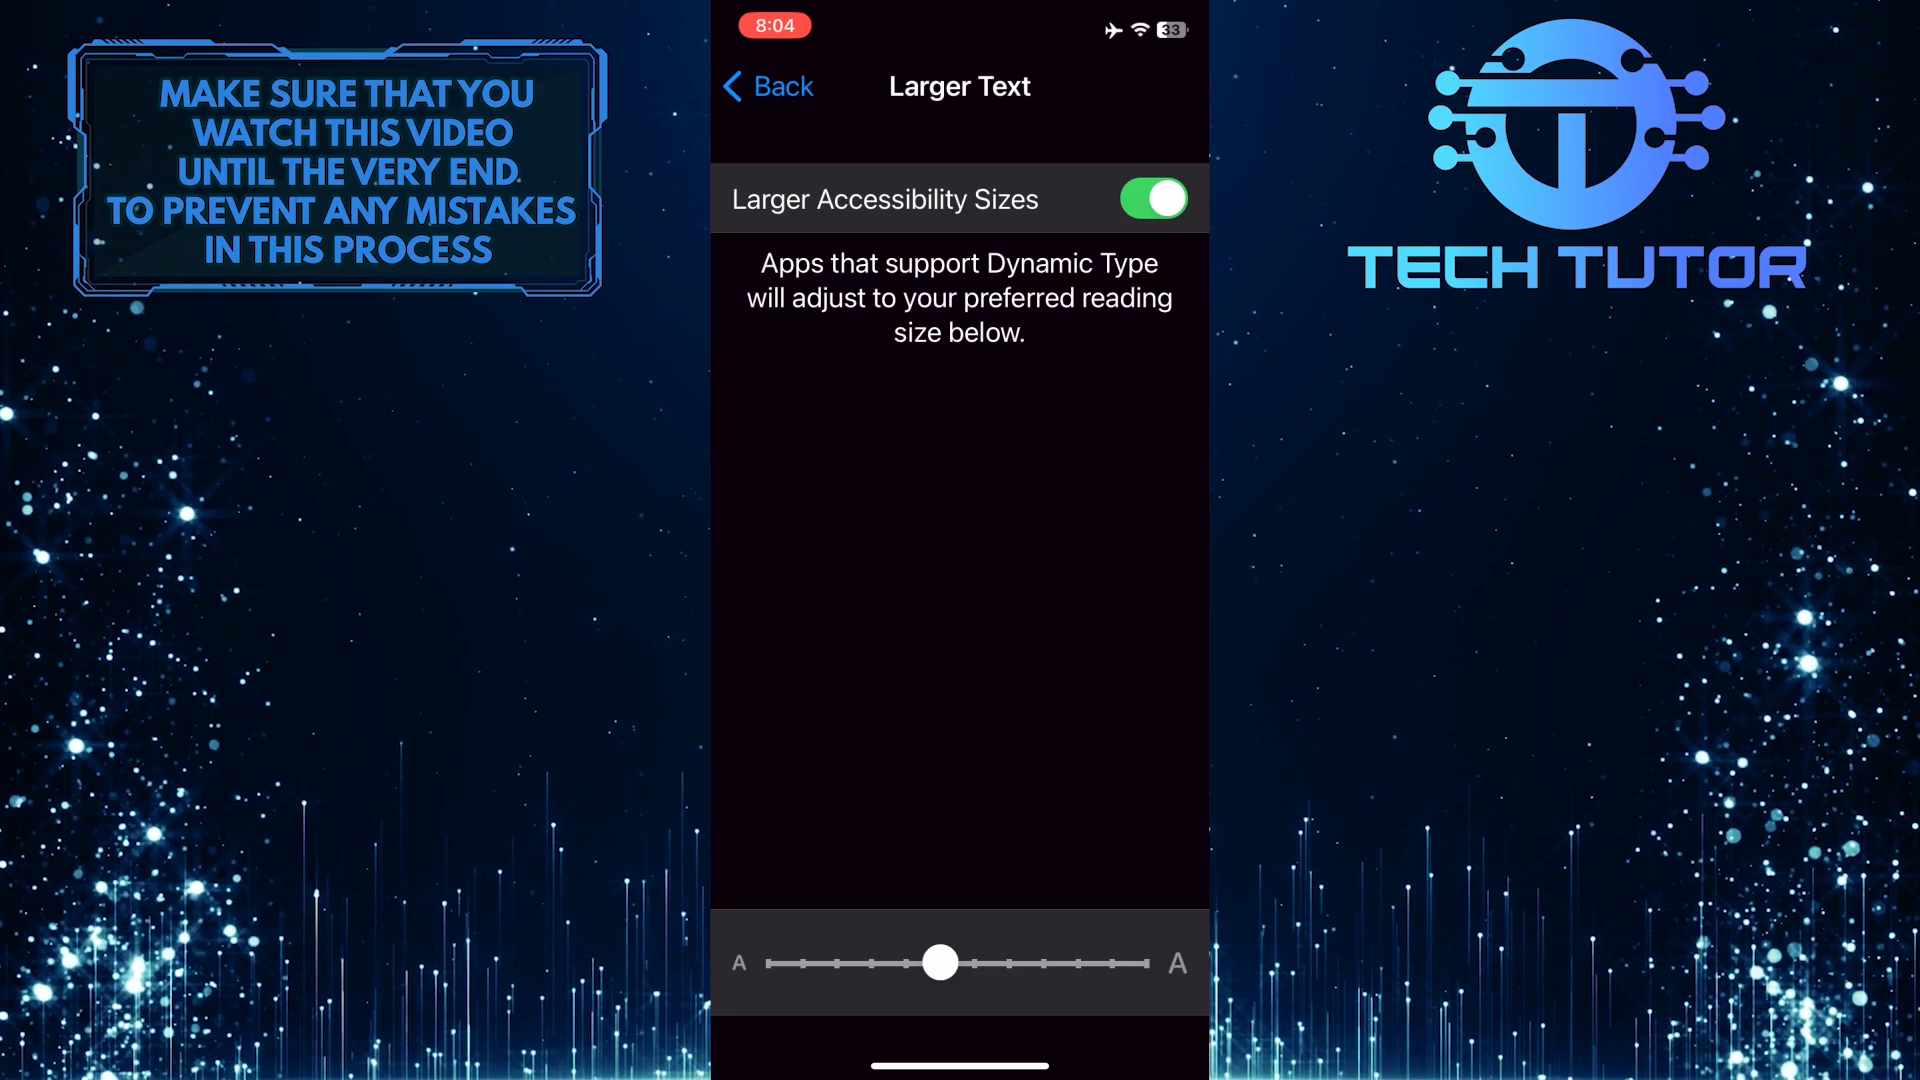 MAKE SURE THAT YOU
WATCH THIS VIDEO
UNTIL THE VERY END
TO PREVENT ANY MISTAKES
IN THIS PROCESS
8:04
33
Back
Larger Text
Larger Accessibility Sizes
Apps that support Dynamic Type
will adjust to your preferred reading
size below.
A
A
TECH TUTOR